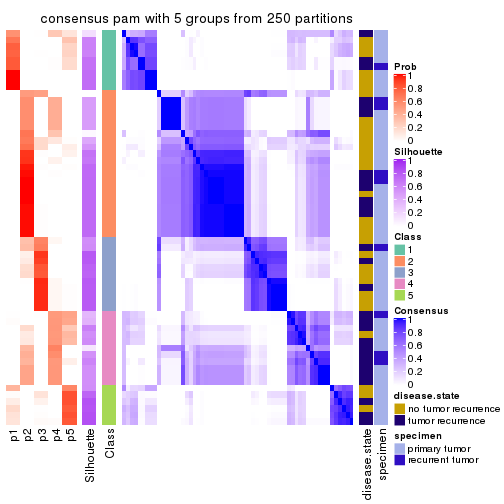 consensus pam with 5 groups from 250 partitions
Prob
1
0.8
0.6
0.4
0.2
0
Silhouette
1
0.8
0.6
0.4
0.2
0
Class
1
2
3
4
5
Consensus
1
0.8
0.6
0.4
0.2
0
disease.state
no tumor recurrence
tumor recurrence
specimen
primary tumor
recurrent tumor
p1
p2
p3
p4
p5
Silhouette
Class
disease.state
specimen